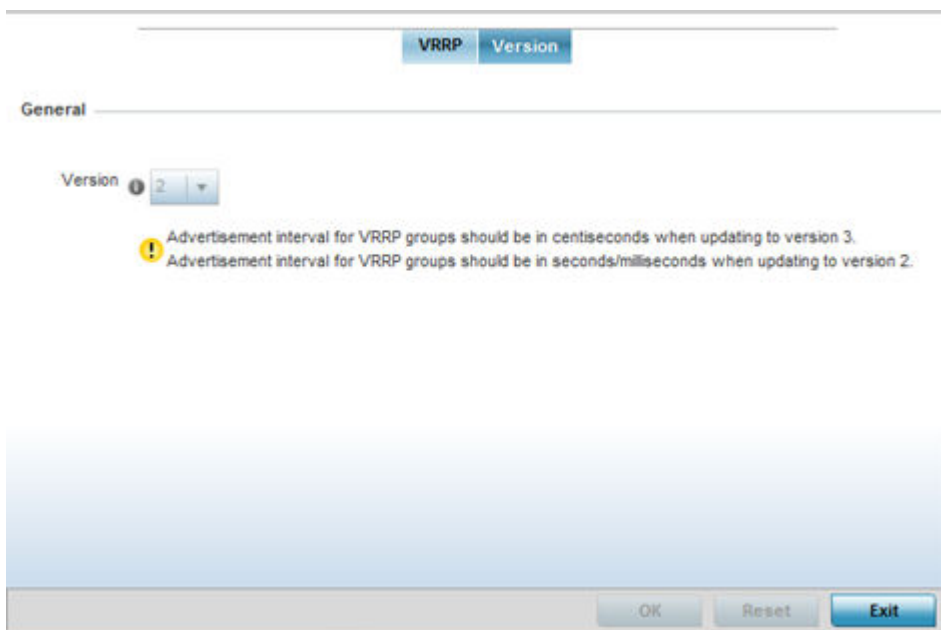 VRRP Version
General
Version 2
Advertisement interval for VRRP groups should be in centiseconds when updating to version 3.
Advertisement interval for VRRP groups should be in seconds/milliseconds when updating to version 2.
OK Reset Exit